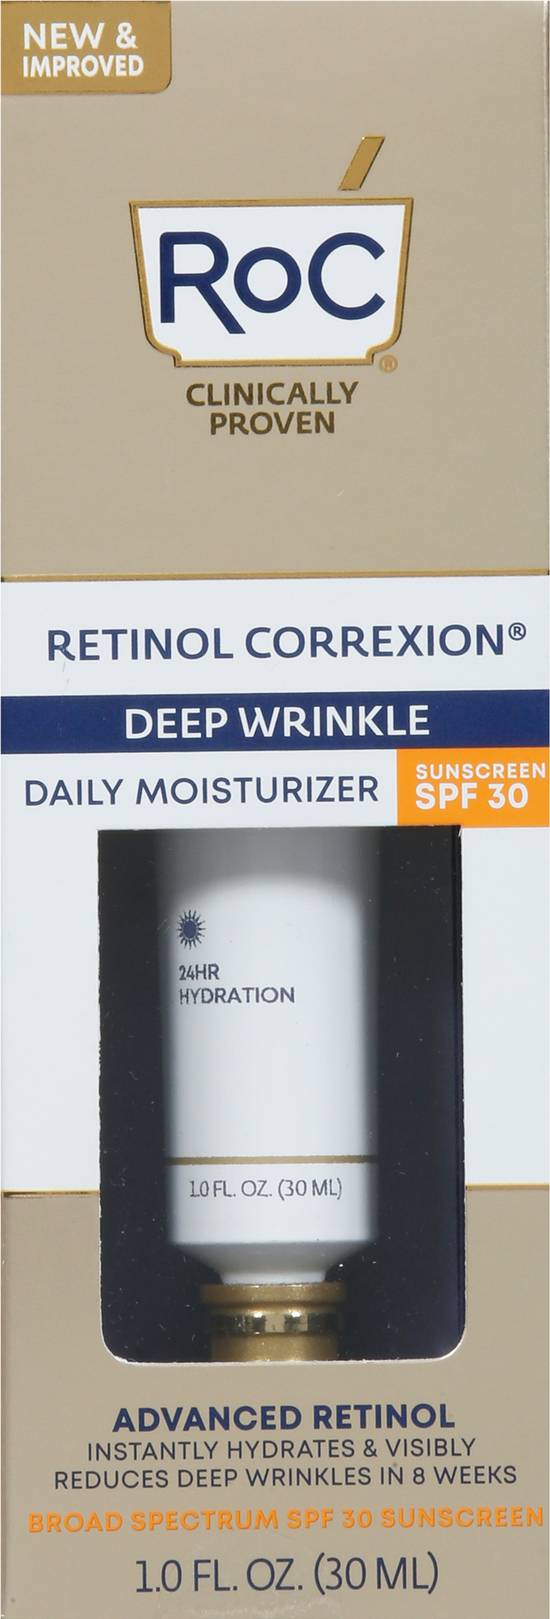 NEW &
IMPROVED
RoC®
CLINICALLY
PROVEN
RETINOL CORREXION®
DEEP WRINKLE
DAILY MOISTURIZER
SUNSCREEN
SPF 30
24HR
HYDRATION
1.0 FL. OZ. (30 ML)
ADVANCED RETINOL
INSTANTLY HYDRATES & VISIBLY
REDUCES DEEP WRINKLES IN 8 WEEKS
BROAD SPECTRUM SPF 30 SUNSCREEN
1.0 FL. OZ. (30 ML)